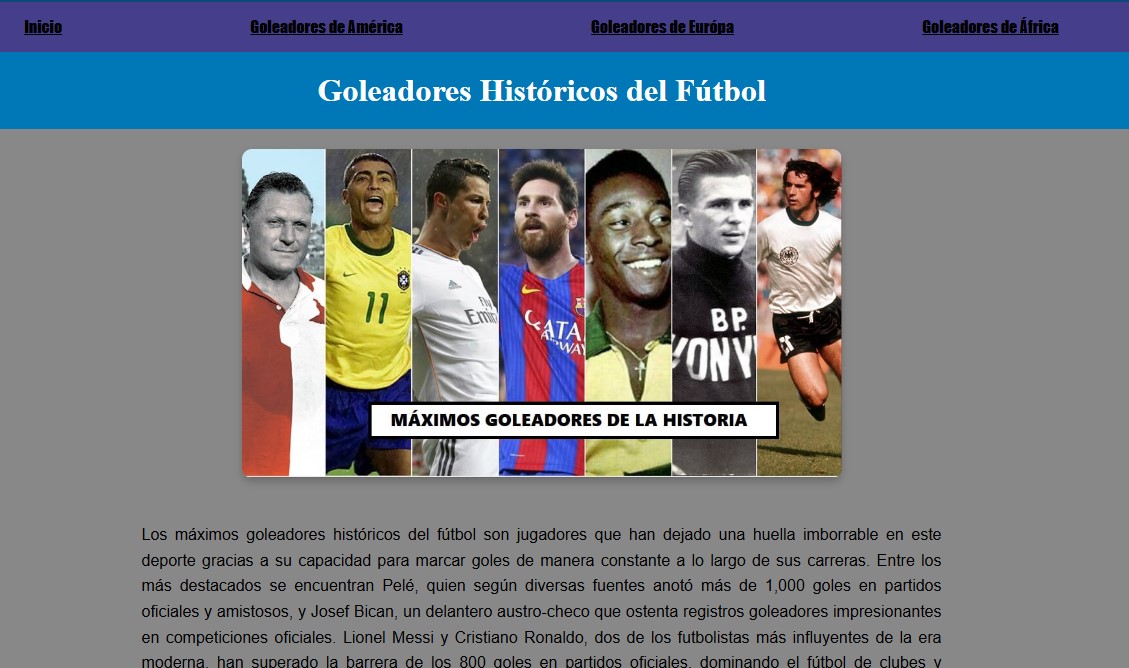 Inicio
Goleadores de América
Goleadores de Európa
Goleadores de África
Goleadores Históricos del Fútbol
11
Fly
Emir
QATA
RWAY
BP.
VONY
MÁXIMOS GOLEADORES DE LA HISTORIA
Los máximos goleadores históricos del fútbol son jugadores que han dejado una huella imborrable en este
deporte gracias a su capacidad para marcar goles de manera constante a lo largo de sus carreras. Entre los
más destacados se encuentran Pelé, quien según diversas fuentes anotó más de 1,000 goles en partidos
oficiales y amistosos, y Josef Bican, un delantero austro-checo que ostenta registros goleadores impresionantes
en competiciones oficiales. Lionel Messi y Cristiano Ronaldo, dos de los futbolistas más influyentes de la era
moderna, han superado la barrera de los 800 goles en partidos oficiales, dominando el fútbol de clubes y